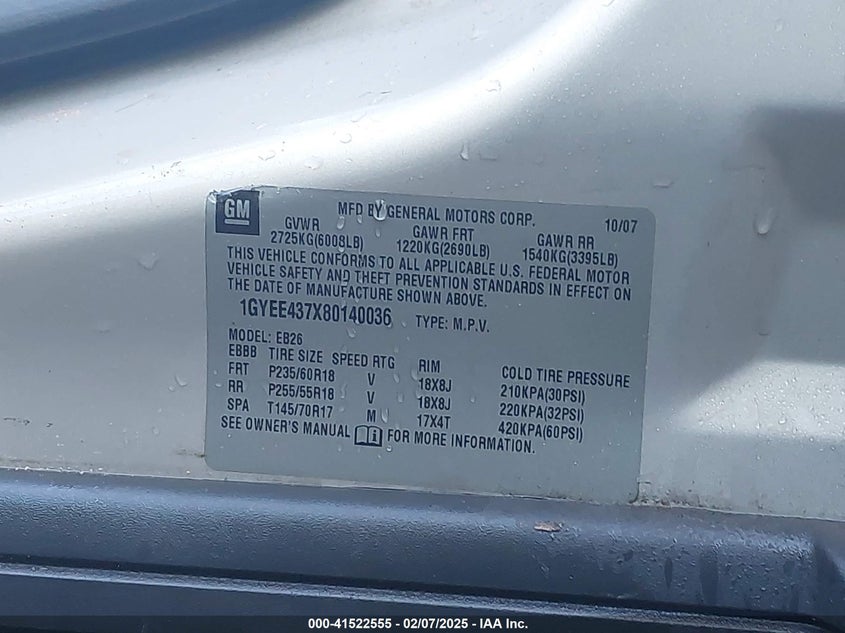 GM
MFD BY GENERAL MOTORS CORP. 10/07
GVWR GAWR FRT GAWR RR
2725KG(6008LB) 1220KG(2690LB) 1540KG(3395LB)
THIS VEHICLE CONFORMS TO ALL APPLICABLE U.S. FEDERAL MOTOR
VEHICLE SAFETY AND THEFT PREVENTION STANDARDS IN EFFECT ON
THE DATE OF MANUFACTURE SHOWN ABOVE.
1GYEE437X80140036 TYPE: M.P.V.
MODEL: EB26
EBBB TIRE SIZE SPEED RTG RIM COLD TIRE PRESSURE
FRT P235/60R18 V 18X8J 210KPA(30PSI)
RR P255/55R18 V 18X8J 220KPA(32PSI)
SPA T145/70R17 M 17X4T 420KPA(60PSI)
SEE OWNER'S MANUAL FOR MORE INFORMATION.
000-41522555 - 02/07/2025 - IAA Inc.